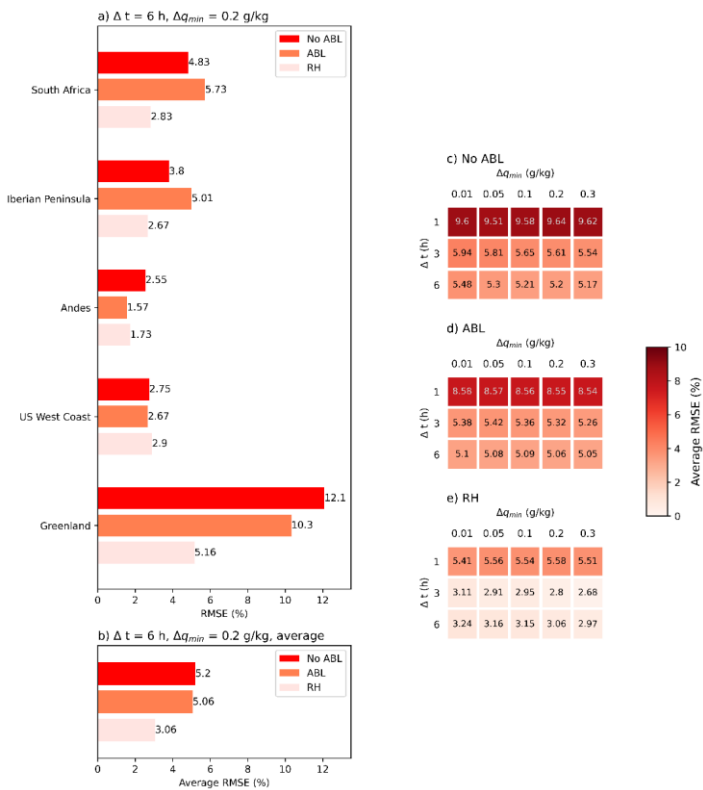 a) Δ t = 6 h, Δq_min = 0.2 g/kg
No ABL
ABL
RH
South Africa
4.83
5.73
2.83
Iberian Peninsula
3.8
5.01
2.67
Andes
2.55
1.57
1.73
US West Coast
2.75
2.67
2.9
Greenland
12.1
10.3
5.16
0 2 4 6 8 10 12
RMSE (%)
b) Δ t = 6 h, Δq_min = 0.2 g/kg, average
No ABL
ABL
RH
5.2
5.06
3.06
0 2 4 6 8 10 12
Average RMSE (%)
c) No ABL
Δq_min (g/kg)
0.01 0.05 0.1 0.2 0.3
Δ t (h)
1 9.6 9.51 9.58 9.64 9.62
3 5.94 5.81 5.65 5.61 5.54
6 5.48 5.3 5.21 5.2 5.17
d) ABL
Δq_min (g/kg)
0.01 0.05 0.1 0.2 0.3
Δ t (h)
1 8.58 8.57 8.56 8.55 8.54
3 5.38 5.42 5.36 5.32 5.26
6 5.1 5.08 5.09 5.06 5.05
e) RH
Δq_min (g/kg)
0.01 0.05 0.1 0.2 0.3
Δ t (h)
1 5.41 5.56 5.54 5.58 5.51
3 3.11 2.91 2.95 2.8 2.68
6 3.24 3.16 3.15 3.06 2.97
10
8
6
4
2
0
Average RMSE (%)